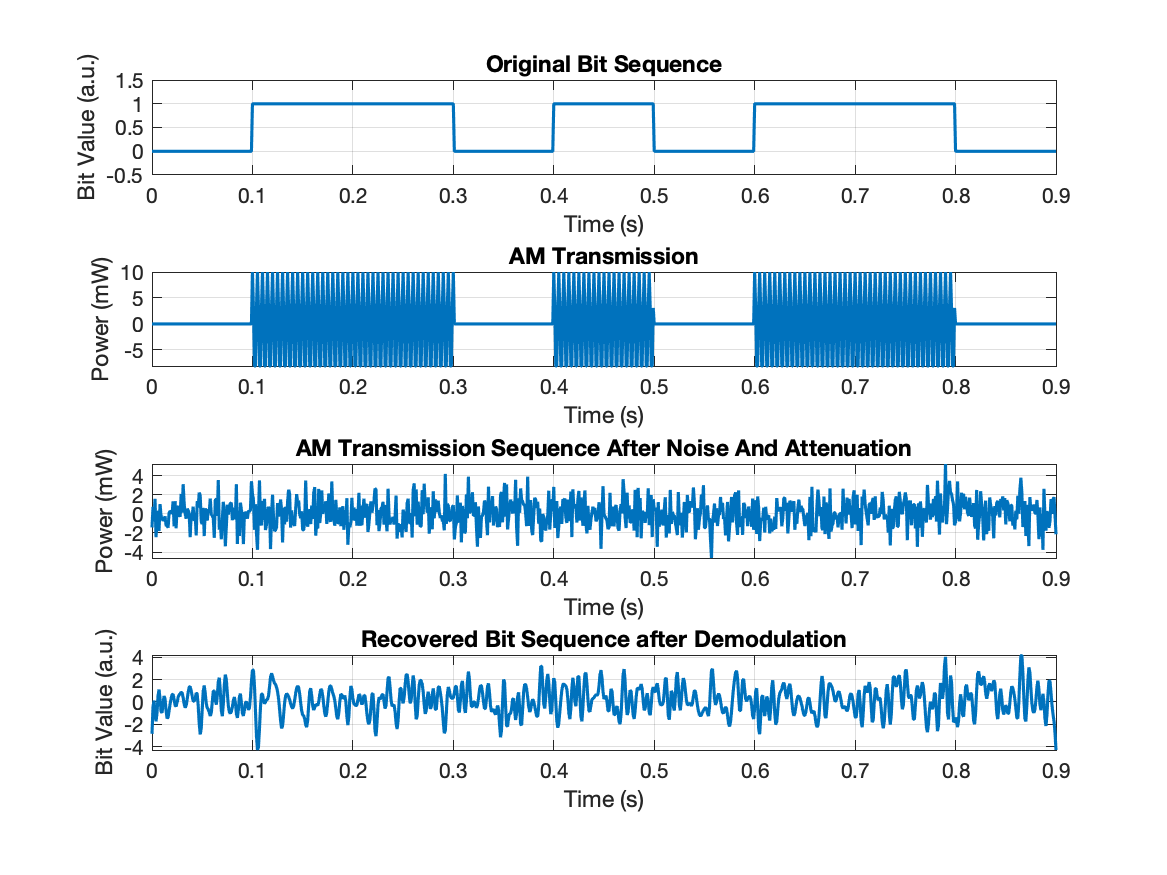 Original Bit Sequence
Bit Value (a.u.)
1.5
1
0.5
0
-0.5
0 0.1 0.2 0.3 0.4 0.5 0.6 0.7 0.8 0.9
Time (s)
AM Transmission
Power (mW)
10
5
0
-5
0 0.1 0.2 0.3 0.4 0.5 0.6 0.7 0.8 0.9
Time (s)
AM Transmission Sequence After Noise And Attenuation
Power (mW)
4
2
0
-2
-4
0 0.1 0.2 0.3 0.4 0.5 0.6 0.7 0.8 0.9
Time (s)
Recovered Bit Sequence after Demodulation
Bit Value (a.u.)
4
2
0
-2
-4
0 0.1 0.2 0.3 0.4 0.5 0.6 0.7 0.8 0.9
Time (s)